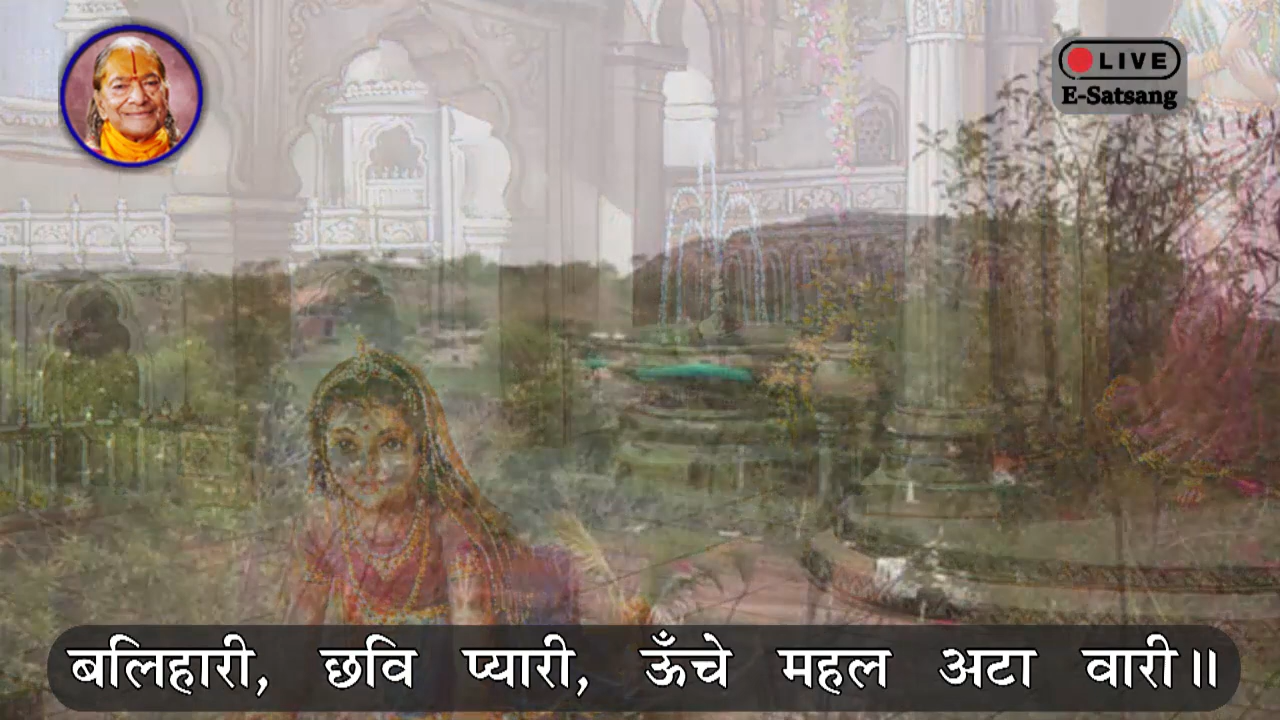 LIVE
E-Satsang
बलिहारी, छवि प्यारी, ऊँचे महल अटा वारी॥